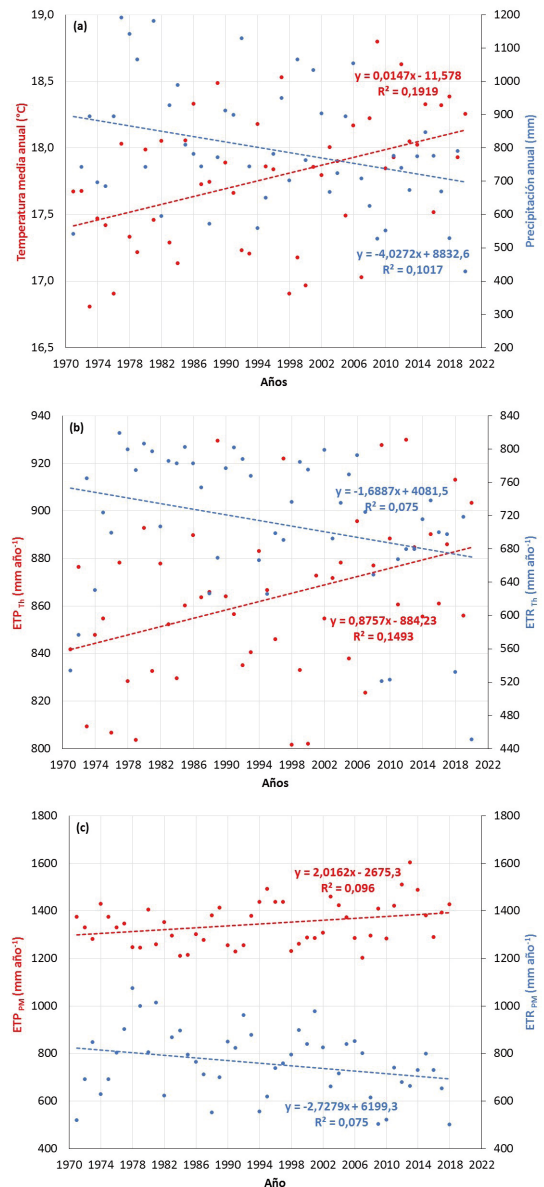 (a)
Temperatura media anual (°C)
Precipitación anual (mm)
19,0
18,5
18,0
17,5
17,0
16,5
1200
1100
1000
900
800
700
600
500
400
300
200
y = 0,0147x - 11,578
R² = 0,1919
y = -4,0272x + 8832,6
R² = 0,1017
1970 1974 1978 1982 1986 1990 1994 1998 2002 2006 2010 2014 2018 2022
Años
(b)
ETP Th (mm año-1)
ETR Th (mm año-1)
940
920
900
880
860
840
820
800
840
800
760
720
680
640
600
560
520
480
440
y = -1,6887x + 4081,5
R² = 0,075
y = 0,8757x - 884,23
R² = 0,1493
1970 1974 1978 1982 1986 1990 1994 1998 2002 2006 2010 2014 2018 2022
Años
(c)
ETP PM (mm año-1)
ETR PM (mm año-1)
1800
1600
1400
1200
1000
800
600
400
1800
1600
1400
1200
1000
800
600
400
y = 2,0162x - 2675,3
R² = 0,096
y = -2,7279x + 6199,3
R² = 0,075
1970 1974 1978 1982 1986 1990 1994 1998 2002 2006 2010 2014 2018 2022
Año